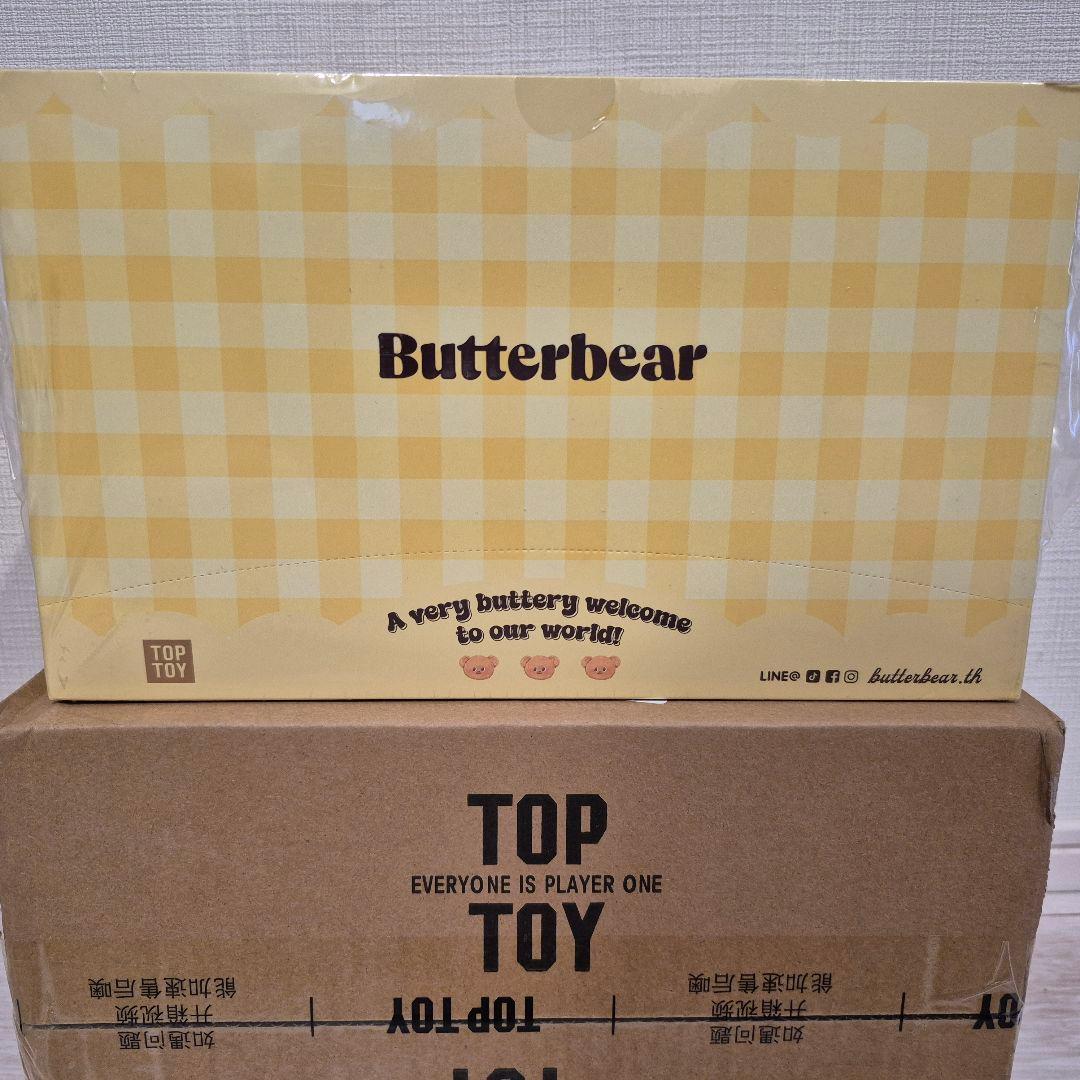 Butterbear
A very buttery welcome
to our world!
TOP
TOY
LINE@ butterbear.th
TOP
EVERYONE IS PLAYER ONE
TOY
如遇问题
开箱视频
能加速售后噢
TOP TOY
如遇问题
开箱视频
能加速售后噢